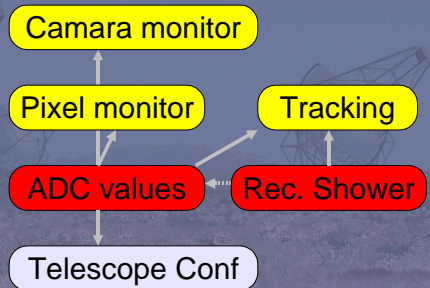 Camara monitor
Pixel monitor
Tracking
ADC values
Rec. Shower
Telescope Conf